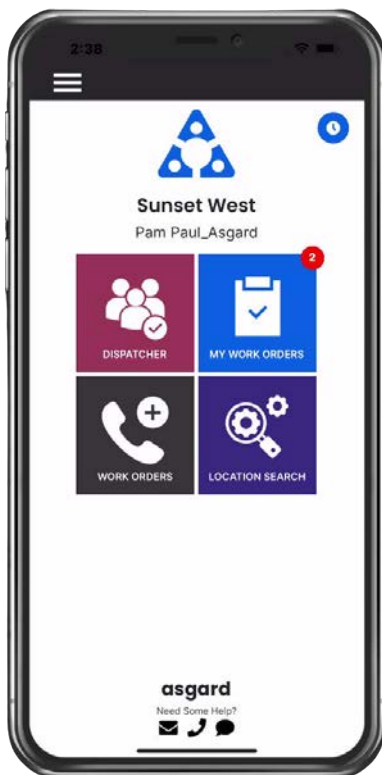 2:38
Sunset West
Pam Paul_Asgard
2
DISPATCHER
MY WORK ORDERS
WORK ORDERS
LOCATION SEARCH
asgard
Need Some Help?